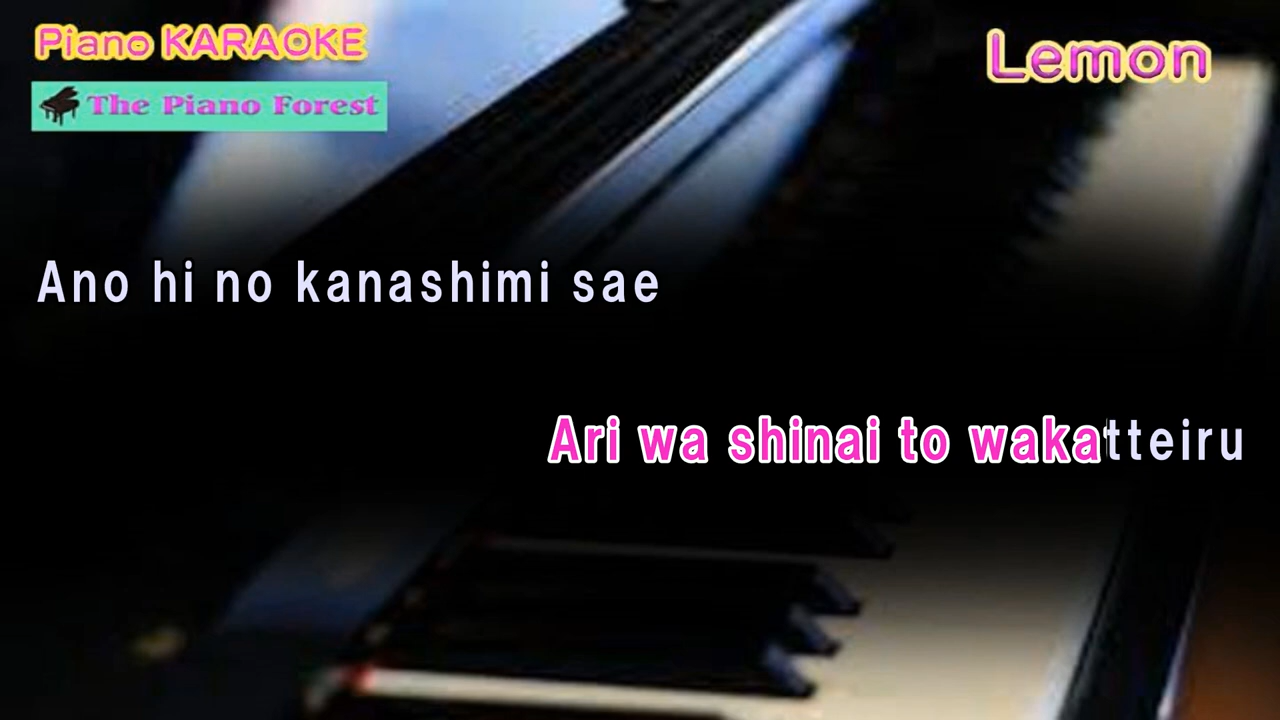 Piano KARAOKE
Lemon
The Piano Forest
Ano hi no kanashimi sae
Ari wa shinai to wakatteiru